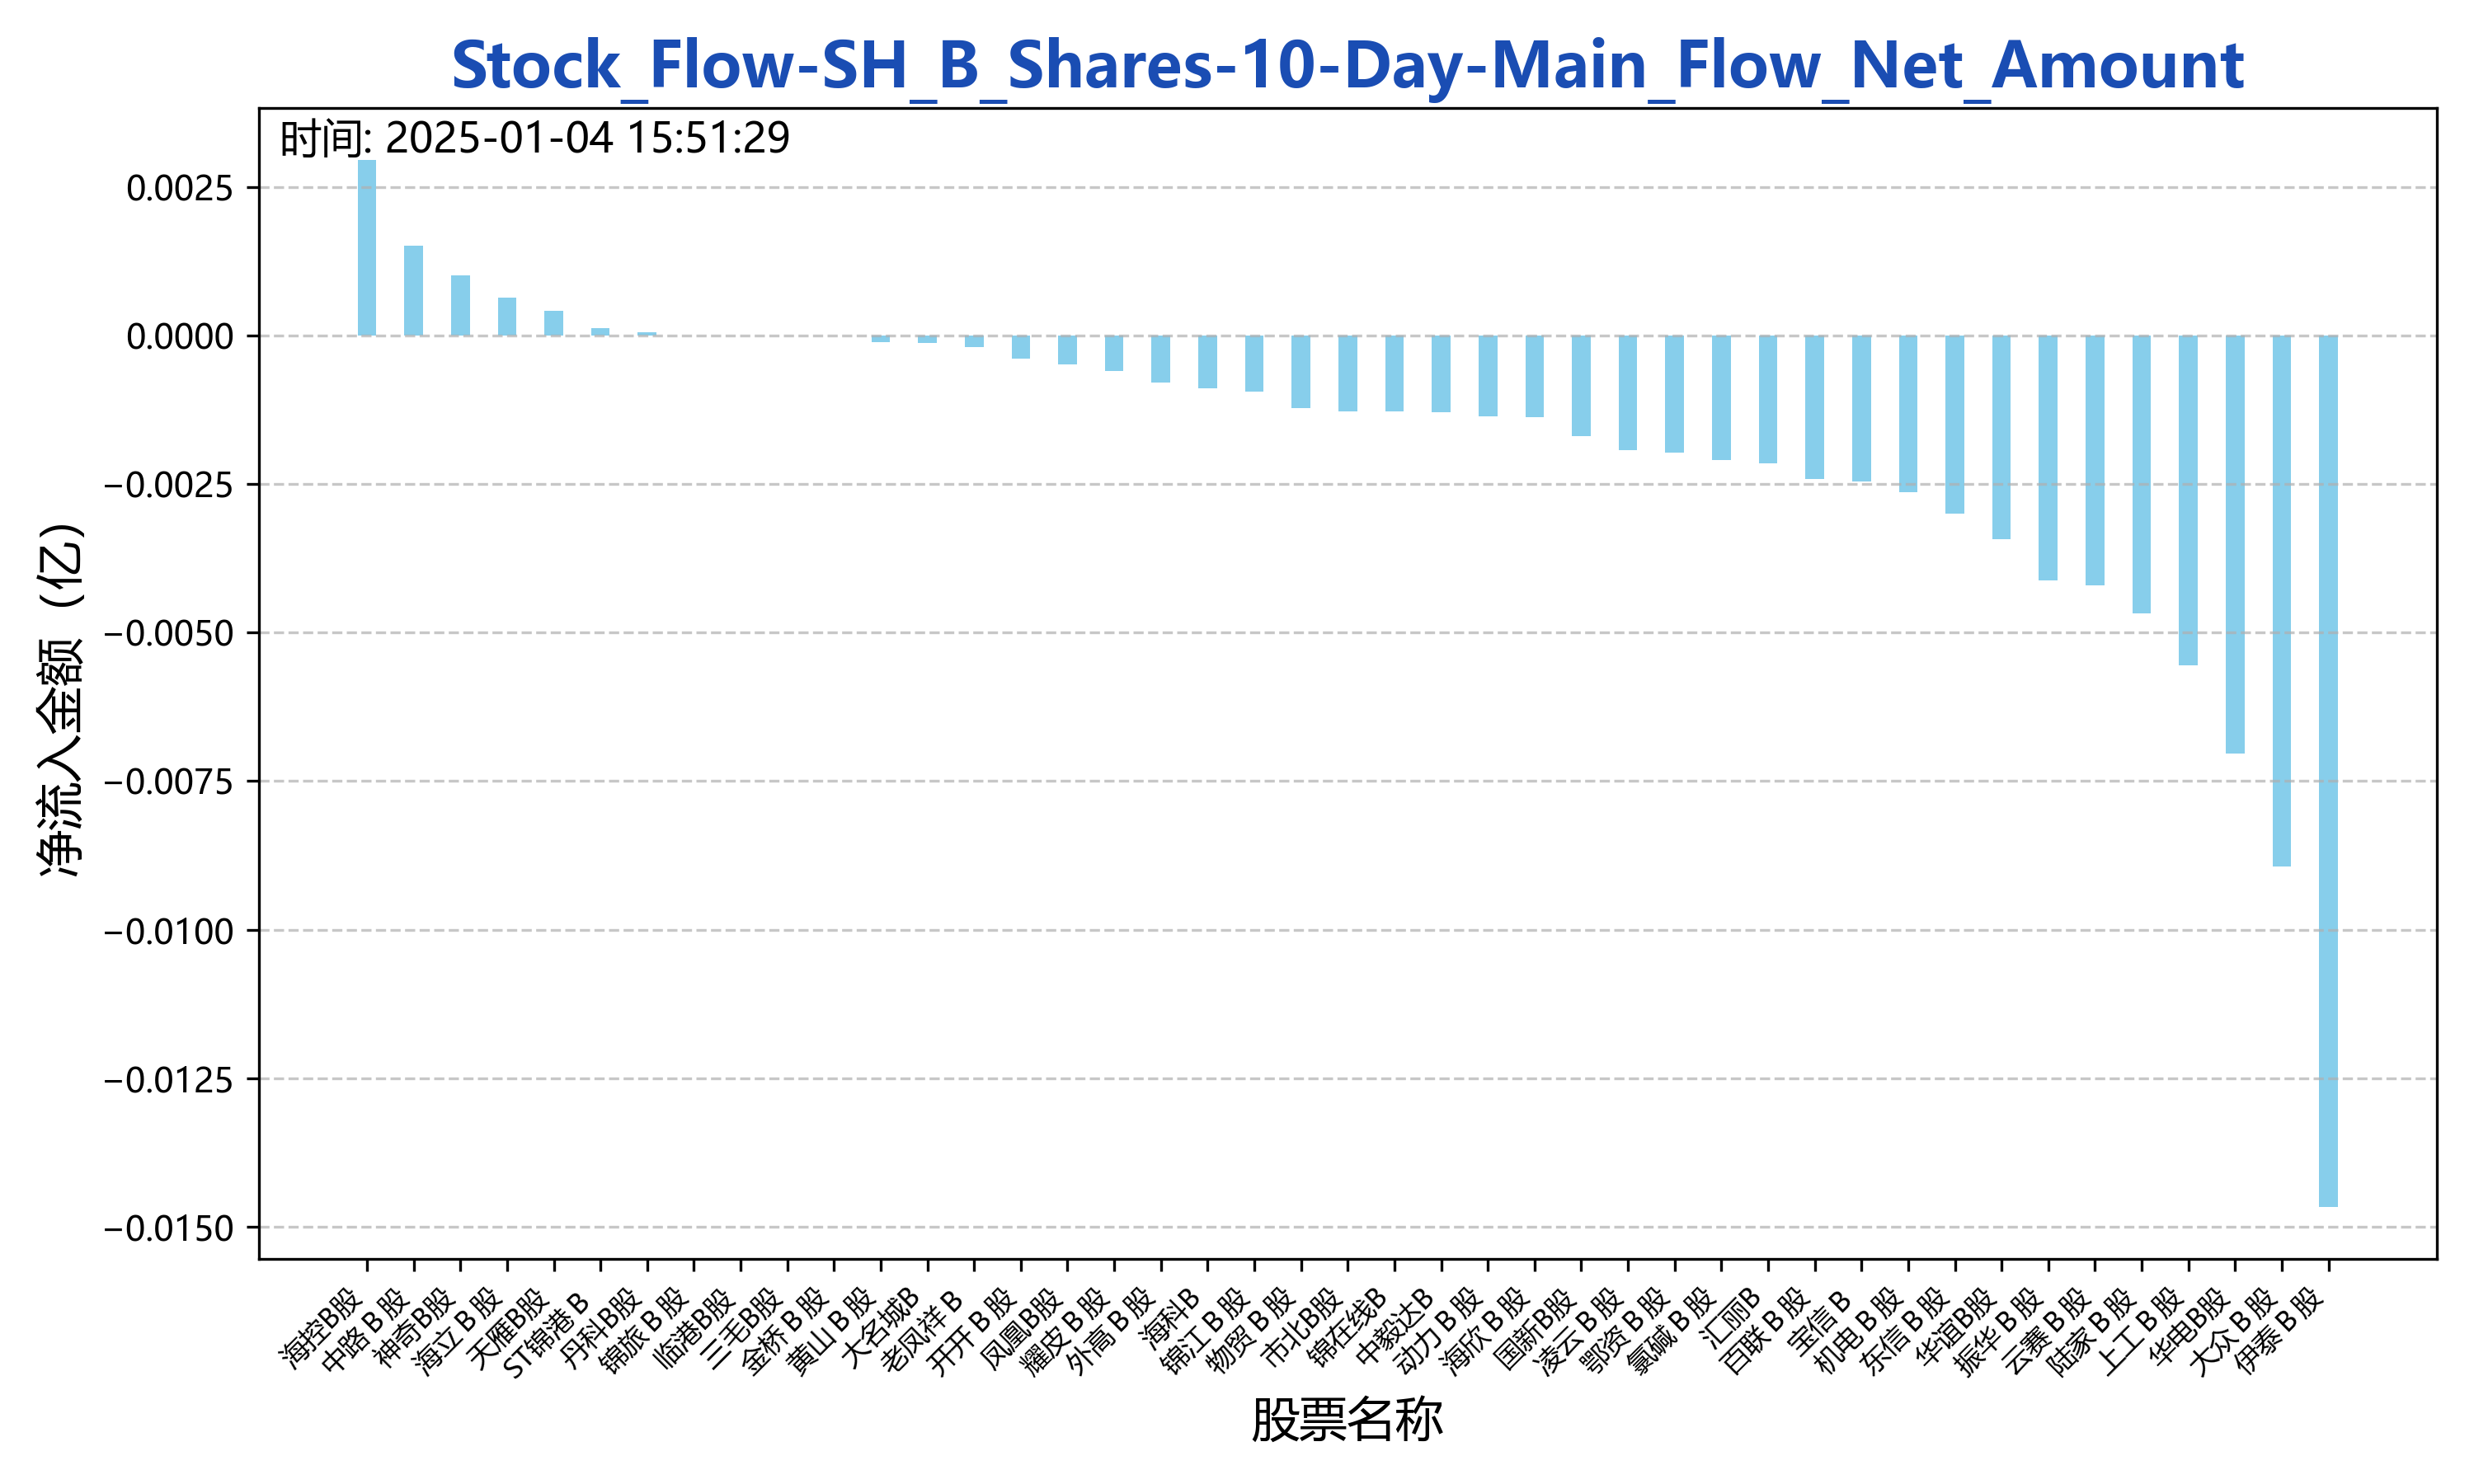 Stock_Flow-SH_B_Shares-10-Day-Main_Flow_Net_Amount
时间: 2025-01-04 15:51:29
0.0025
0.0000
−0.0025
−0.0050
−0.0075
−0.0100
−0.0125
−0.0150
净流入金额 (亿)
海控B股
中路Ｂ股
神奇B股
海立Ｂ股
天雁B股
ST锦港Ｂ
丹科B股
锦旅Ｂ股
临港B股
三毛B股
金桥Ｂ股
黄山Ｂ股
大名城B
老凤祥Ｂ
开开Ｂ股
凤凰B股
耀皮Ｂ股
外高Ｂ股
海科B
锦江Ｂ股
物贸Ｂ股
市北B股
锦在线B
中毅达B
动力Ｂ股
海欣Ｂ股
国新B股
凌云Ｂ股
鄂资Ｂ股
氯碱Ｂ股
汇丽B
百联Ｂ股
宝信Ｂ
机电Ｂ股
东信Ｂ股
华谊B股
振华Ｂ股
云赛Ｂ股
陆家Ｂ股
上工Ｂ股
华电B股
大众Ｂ股
伊泰Ｂ股
股票名称